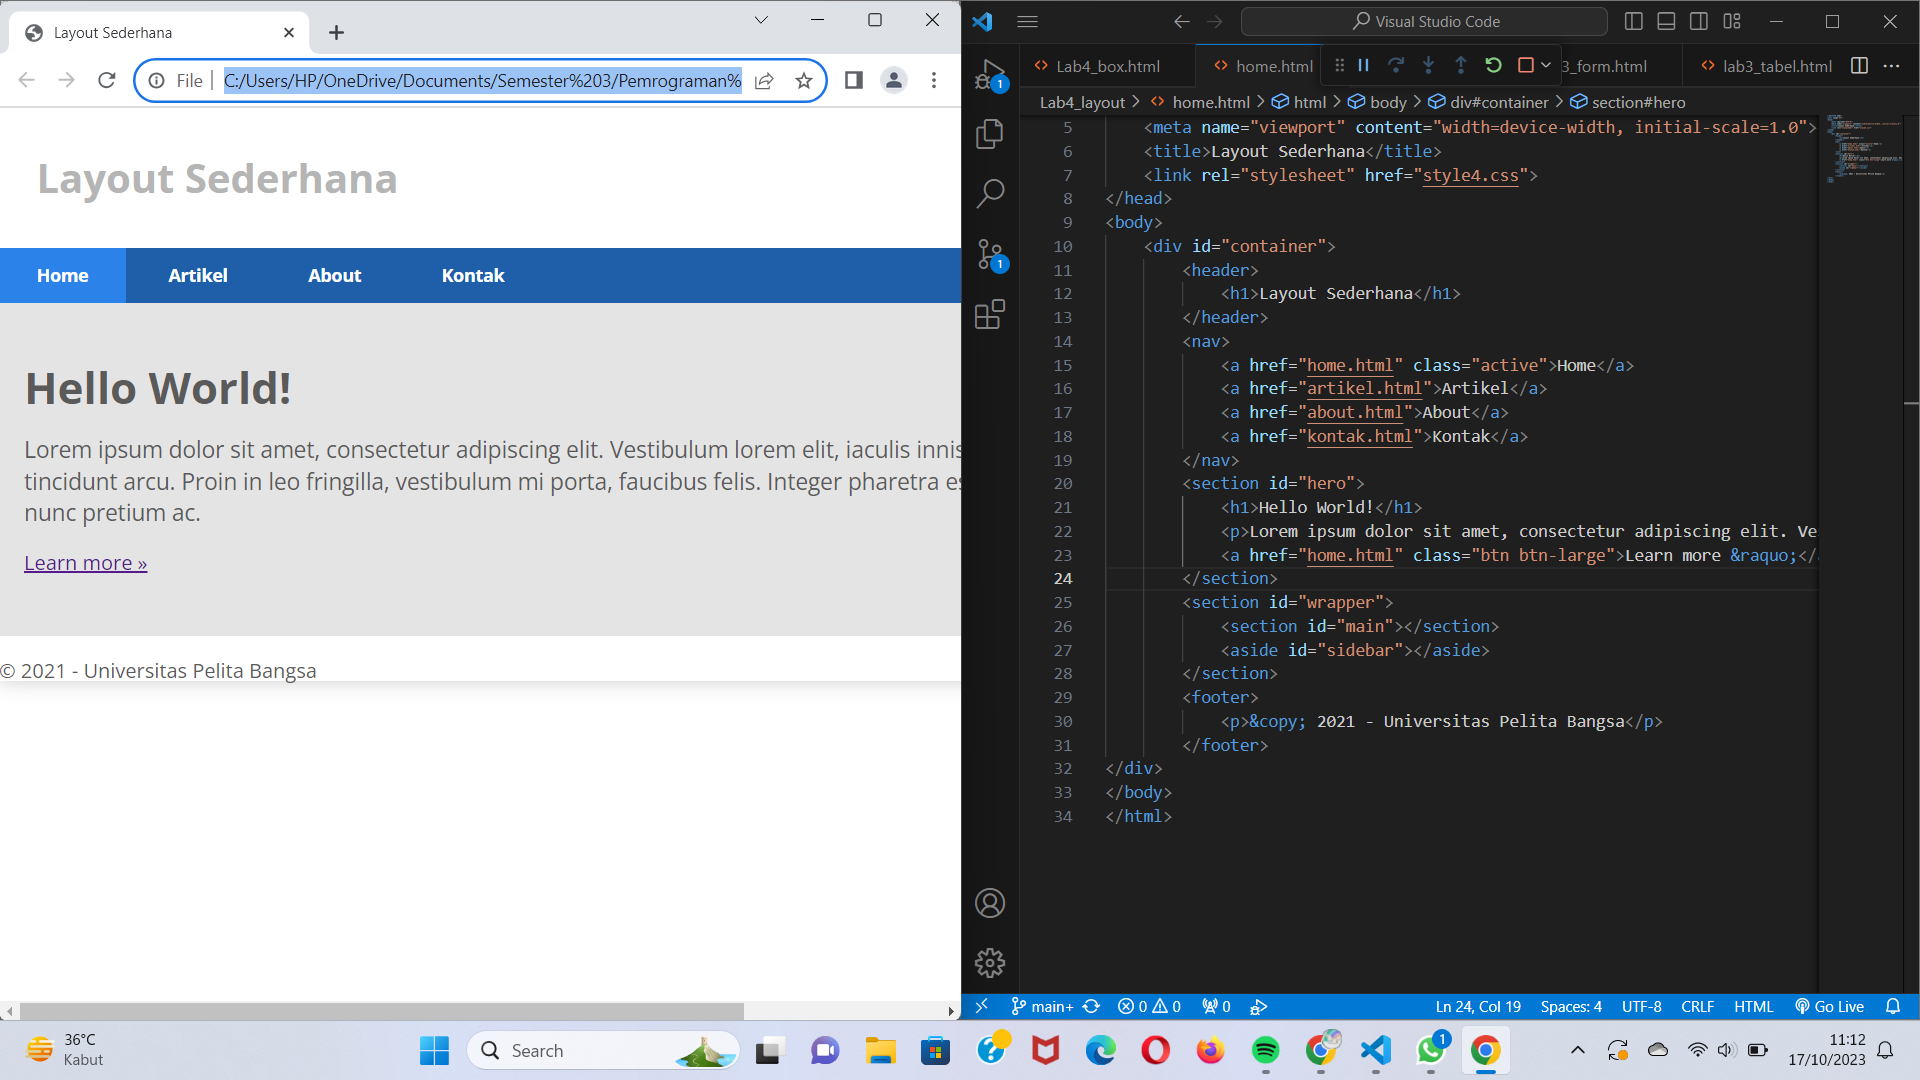 Layout Sederhana
File
C:/Users/HP/OneDrive/Documents/Semester%203/Pemrograman%
Layout Sederhana
Home Artikel About Kontak
Hello World!
Lorem ipsum dolor sit amet, consectetur adipiscing elit. Vestibulum lorem elit, iaculis innis
tincidunt arcu. Proin in leo fringilla, vestibulum mi porta, faucibus felis. Integer pharetra es
nunc pretium ac.
Learn more »
© 2021 - Universitas Pelita Bangsa
Visual Studio Code
Lab4_box.html home.html 3_form.html lab3_tabel.html
Lab4_layout > home.html > html > body > div#container > section#hero
5 <meta name="viewport" content="width=device-width, initial-scale=1.0">
6 <title>Layout Sederhana</title>
7 <link rel="stylesheet" href="style4.css">
8 </head>
9 <body>
10 <div id="container">
11 <header>
12 <h1>Layout Sederhana</h1>
13 </header>
14 <nav>
15 <a href="home.html" class="active">Home</a>
16 <a href="artikel.html">Artikel</a>
17 <a href="about.html">About</a>
18 <a href="kontak.html">Kontak</a>
19 </nav>
20 <section id="hero">
21 <h1>Hello World!</h1>
22 <p>Lorem ipsum dolor sit amet, consectetur adipiscing elit. Ve
23 <a href="home.html" class="btn btn-large">Learn more &raquo;</
24 </section>
25 <section id="wrapper">
26 <section id="main"></section>
27 <aside id="sidebar"></aside>
28 </section>
29 <footer>
30 <p>&copy; 2021 - Universitas Pelita Bangsa</p>
31 </footer>
32 </div>
33 </body>
34 </html>
1
1
main+ 0 0 0 Ln 24, Col 19 Spaces: 4 UTF-8 CRLF HTML Go Live
36°C
Kabut
Search
1
11:12
17/10/2023